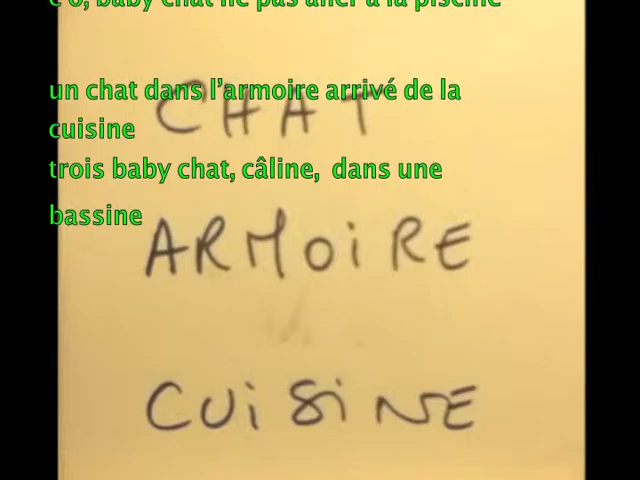 baby chat ne pas aller à la piscine
un chat dans l'armoire arrivé de la
CHAT
cuisine
trois baby chat, câline, dans une
bassine
ARMOiRE
CUiSiNE